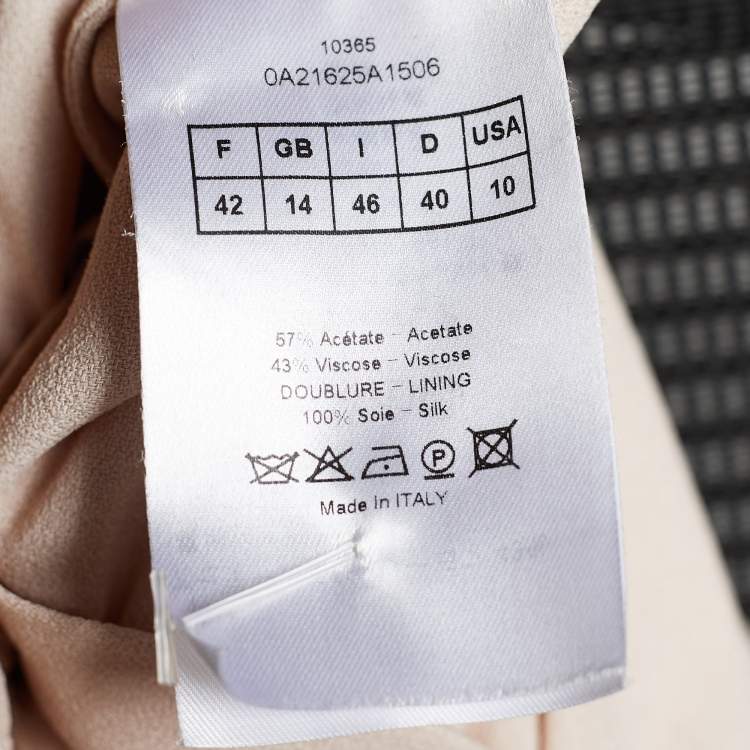 10365
0A21625A1506
F GB I D USA
42 14 46 40 10
57% Acétate - Acetate
43% Viscose - Viscose
DOUBLURE - LINING
100% Soie - Silk
P
Made in ITALY